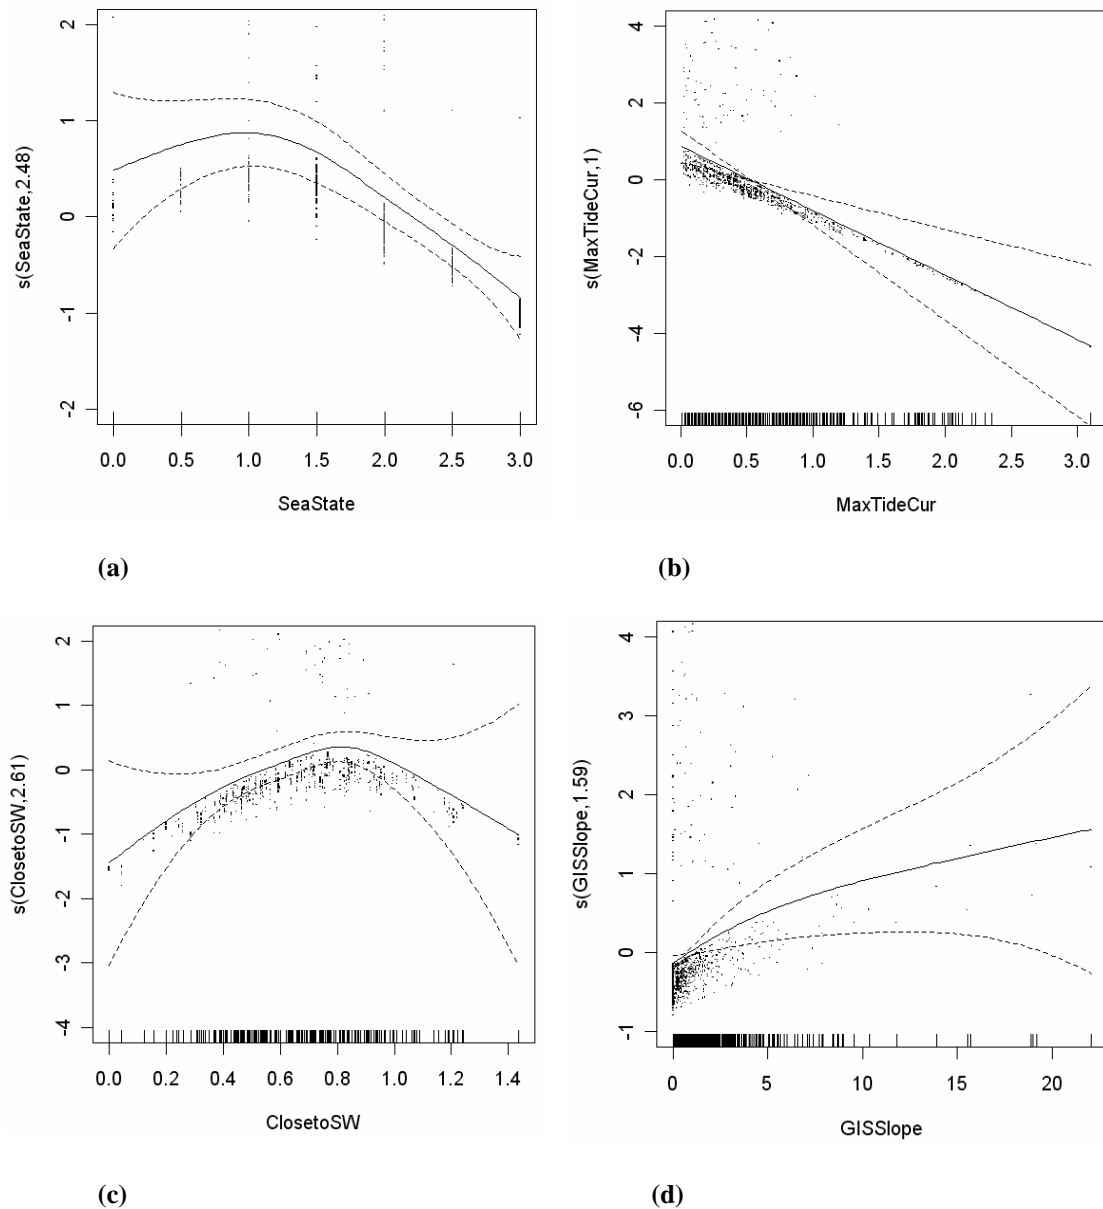 s(SeaState,2.48)
2
1
0
-1
-2
0.0 0.5 1.0 1.5 2.0 2.5 3.0
SeaState
(a)
s(MaxTideCur,1)
4
2
0
-2
-4
-6
0.0 0.5 1.0 1.5 2.0 2.5 3.0
MaxTideCur
(b)
s(ClosetoSW,2.61)
2
1
0
-1
-2
-3
-4
0.0 0.2 0.4 0.6 0.8 1.0 1.2 1.4
ClosetoSW
(c)
s(GISSlope,1.59)
4
3
2
1
0
-1
0 5 10 15 20
GISSlope
(d)